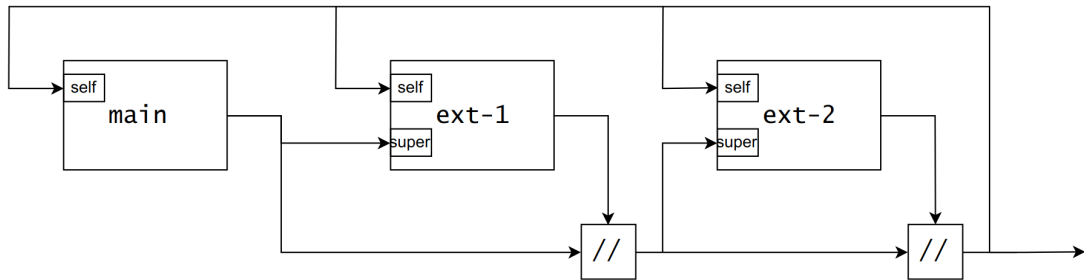 self
main
self
ext-1
super
self
ext-2
super
//
//